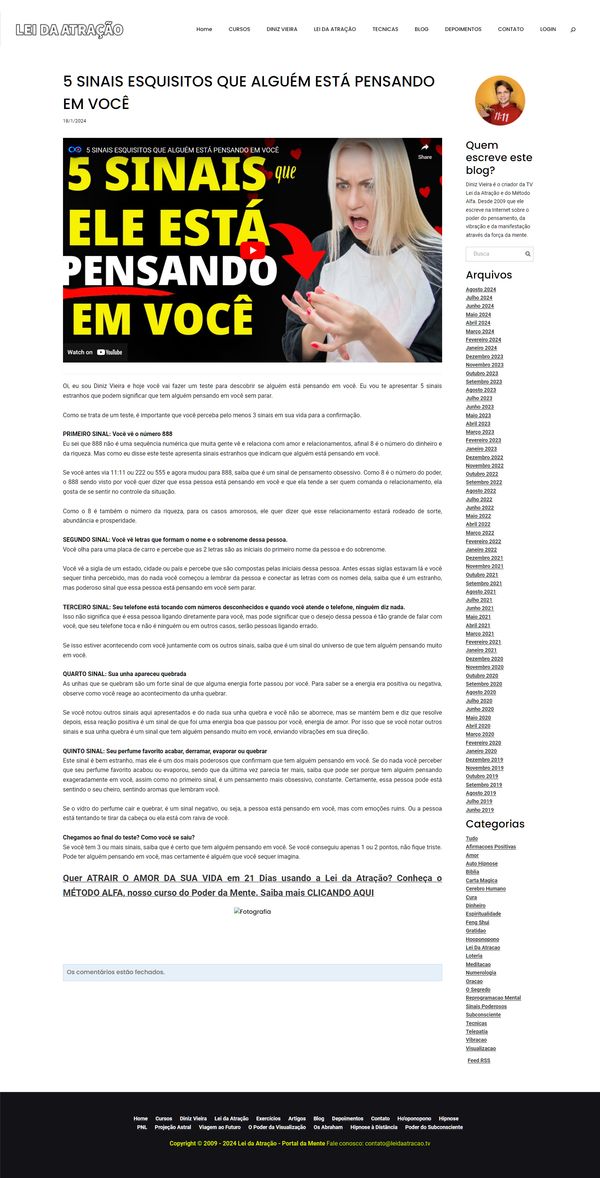 LEI DA ATRAÇÃO
Home CURSOS DINIZ VIEIRA LEI DA ATRAÇÃO TECNICAS BLOG DEPOIMENTOS CONTATO LOGIN
5 SINAIS ESQUISITOS QUE ALGUÉM ESTÁ PENSANDO
EM VOCÊ
18/1/2024
5 SINAIS ESQUISITOS QUE ALGUÉM ESTÁ PENSANDO EM VOCÊ
Share
5 SINAIS que
ELE ESTÁ
PENSANDO
EM VOCÊ
Watch on YouTube
Oi, eu sou Diniz Vieira e hoje você vai fazer um teste para descobrir se alguém está pensando em você. Eu vou te apresentar 5 sinais
estranhos que podem significar que tem alguém pensando em você sem parar.
Como se trata de um teste, é importante que você perceba pelo menos 3 sinais em sua vida para a confirmação.
PRIMEIRO SINAL: Você vê o número 888
Eu sei que 888 não é uma sequência numérica que muita gente vê e relaciona com amor e relacionamentos, afinal 8 é o número do dinheiro e
da riqueza. Mas como eu disse este teste apresenta sinais estranhos que indicam que alguém está pensando em você.
Se você antes via 11:11 ou 222 ou 555 e agora mudou para 888, saiba que é um sinal de pensamento obsessivo. Como 8 é o número do poder,
o 888 sendo visto por você quer dizer que essa pessoa está pensando em você e que ela tende a ser quem comanda o relacionamento, ela
gosta de se sentir no controle da situação.
Como o 8 é também o número da riqueza, para os casos amorosos, ele quer dizer que esse relacionamento estará rodeado de sorte,
abundância e prosperidade.
SEGUNDO SINAL: Você vê letras que formam o nome e o sobrenome dessa pessoa.
Você olha para uma placa de carro e percebe que as 2 letras são as iniciais do primeiro nome da pessoa e do sobrenome.
Você vê a sigla de um estado, cidade ou país e percebe que são compostas pelas iniciais dessa pessoa. Antes essas siglas estavam lá e você
sequer tinha percebido, mas do nada você começou a lembrar da pessoa e conectar as letras com os nomes dela, saiba que é um estranho,
mas poderoso sinal que essa pessoa está pensando em você sem parar.
TERCEIRO SINAL: Seu telefone está tocando com números desconhecidos e quando você atende o telefone, ninguém diz nada.
Isso não significa que é essa pessoa ligando diretamente para você, mas pode significar que o desejo dessa pessoa é tão grande de falar com
você, que seu telefone toca e não é ninguém ou em outros casos, serão pessoas ligando errado.
Se isso estiver acontecendo com você juntamente com os outros sinais, saiba que é um sinal do universo de que tem alguém pensando muito
em você.
QUARTO SINAL: Sua unha apareceu quebrada
As unhas que se quebram são um forte sinal de que alguma energia forte passou por você. Para saber se a energia era positiva ou negativa,
observe como você reage ao acontecimento da unha quebrar.
Se você notou outros sinais aqui apresentados e do nada sua unha quebra e você não se aborrece, mas se mantém bem e diz que resolve
depois, essa reação positiva é um sinal de que foi uma energia boa que passou por você, energia de amor. Por isso que se você notar outros
sinais e sua unha quebra é um sinal que tem alguém pensando muito em você, enviando vibrações em sua direção.
QUINTO SINAL: Seu perfume favorito acabar, derramar, evaporar ou quebrar
Este sinal é bem estranho, mas ele é um dos mais poderosos que confirmam que tem alguém pensando em você. Se do nada você perceber
que seu perfume favorito acabou ou evaporou, sendo que da última vez parecia ter mais, saiba que pode ser porque tem alguém pensando
exageradamente em você, assim como no primeiro sinal, é um pensamento mais obsessivo, constante. Certamente, essa pessoa pode está
sentindo o seu cheiro, sentindo aromas que lembram você.
Se o vidro do perfume cair e quebrar, é um sinal negativo, ou seja, a pessoa está pensando em você, mas com emoções ruins. Ou a pessoa
está tentando te tirar da cabeça ou ela está com raiva de você.
Chegamos ao final do teste? Como você se saiu?
Se você tem 3 ou mais sinais, saiba que é certo que tem alguém pensando em você. Se você conseguiu apenas 1 ou 2 pontos, não fique triste.
Pode ter alguém pensando em você, mas certamente é alguém que você sequer imagina.
Quer ATRAIR O AMOR DA SUA VIDA em 21 Dias usando a Lei da Atração? Conheça o
MÉTODO ALFA, nosso curso do Poder da Mente. Saiba mais CLICANDO AQUI
Fotografia
Os comentários estão fechados.
11:11
Quem
escreve este
blog?
Diniz Vieira é o criador da TV
Lei da Atração e do Método
Alfa. Desde 2009 que ele
escreve na Internet sobre o
poder do pensamento, da
vibração e da manifestação
através da força da mente.
Busca
Arquivos
Agosto 2024
Julho 2024
Junho 2024
Maio 2024
Abril 2024
Março 2024
Fevereiro 2024
Janeiro 2024
Dezembro 2023
Novembro 2023
Outubro 2023
Setembro 2023
Agosto 2023
Julho 2023
Junho 2023
Maio 2023
Abril 2023
Março 2023
Fevereiro 2023
Janeiro 2023
Dezembro 2022
Novembro 2022
Outubro 2022
Setembro 2022
Agosto 2022
Julho 2022
Junho 2022
Maio 2022
Abril 2022
Março 2022
Fevereiro 2022
Janeiro 2022
Dezembro 2021
Novembro 2021
Outubro 2021
Setembro 2021
Agosto 2021
Julho 2021
Junho 2021
Maio 2021
Abril 2021
Março 2021
Fevereiro 2021
Janeiro 2021
Dezembro 2020
Novembro 2020
Outubro 2020
Setembro 2020
Agosto 2020
Julho 2020
Junho 2020
Maio 2020
Abril 2020
Março 2020
Fevereiro 2020
Janeiro 2020
Dezembro 2019
Novembro 2019
Outubro 2019
Setembro 2019
Agosto 2019
Julho 2019
Junho 2019
Categorias
Tudo
Afirmacoes Positivas
Amor
Auto Hipnose
Biblia
Carta Magica
Cerebro Humano
Cura
Dinheiro
Espiritualidade
Feng Shui
Gratidao
Hooponopono
Lei Da Atracao
Loteria
Meditacao
Numerologia
Oracao
O Segredo
Reprogramacao Mental
Sinais Poderosos
Subconsciente
Tecnicas
Telepatia
Vibracao
Visualizacao
Feed RSS
Home Cursos Diniz Vieira Lei da Atração Exercícios Artigos Blog Depoimentos Contato Ho'oponopono Hipnose
PNL Projeção Astral Viagem ao Futuro O Poder da Visualização Os Abraham Hipnose à Distância Poder do Subconsciente
Copyright © 2009 - 2024 Lei da Atração - Portal da Mente Fale conosco: contato@leidaatracao.tv